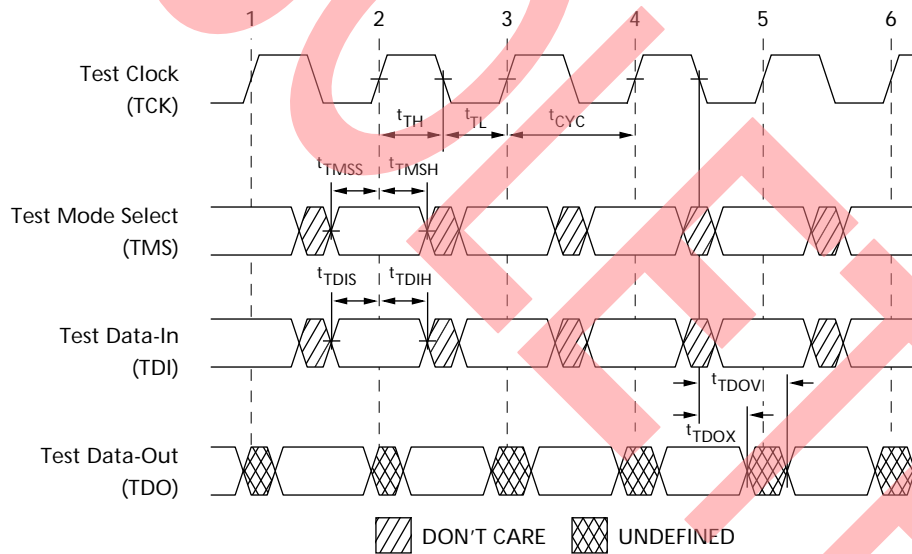 1 2 3 4 5 6
Test Clock
(TCK)
tTH tTL tCYC
tTMSS tTMSH
Test Mode Select
(TMS)
tTDIS tTDIH
Test Data-In
(TDI)
tTDOV
tTDOX
Test Data-Out
(TDO)
DON'T CARE UNDEFINED